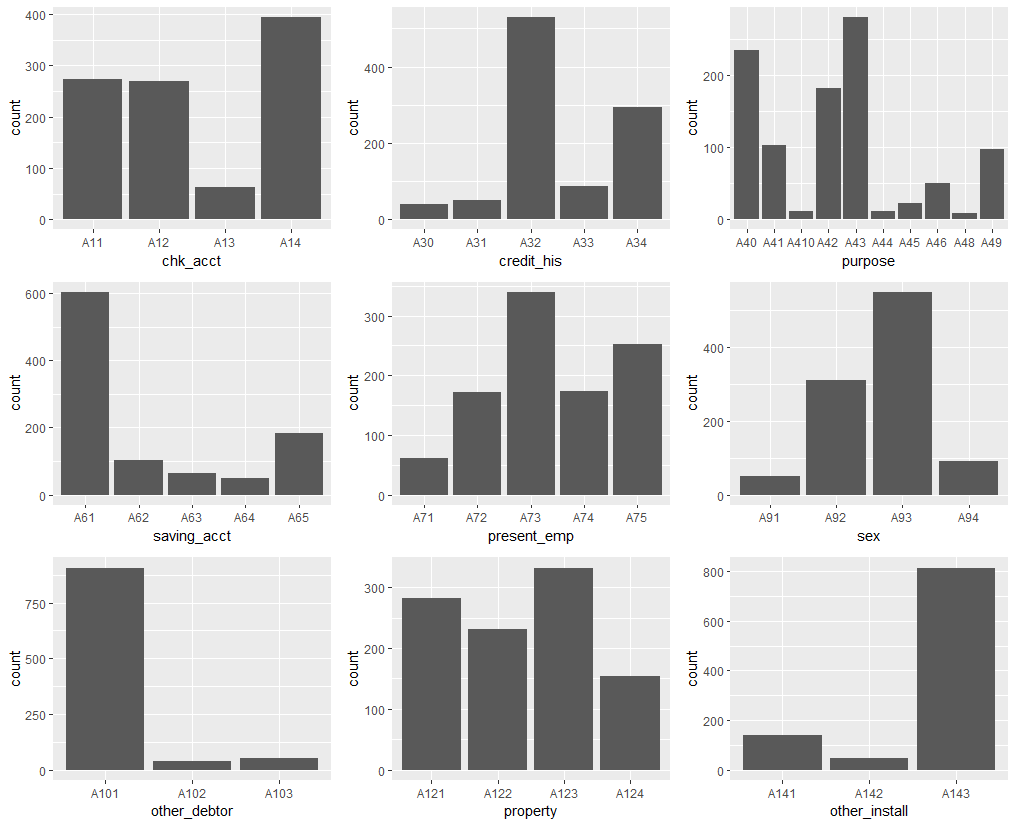 400
300
200
100
0
count
A11 A12 A13 A14
chk_acct
400
200
0
count
A30 A31 A32 A33 A34
credit_his
200
100
0
count
A40 A41 A410 A42 A43 A44 A45 A46 A48 A49
purpose
600
400
200
0
count
A61 A62 A63 A64 A65
saving_acct
300
200
100
0
count
A71 A72 A73 A74 A75
present_emp
400
200
0
count
A91 A92 A93 A94
sex
750
500
250
0
count
A101 A102 A103
other_debtor
300
200
100
0
count
A121 A122 A123 A124
property
800
600
400
200
0
count
A141 A142 A143
other_install